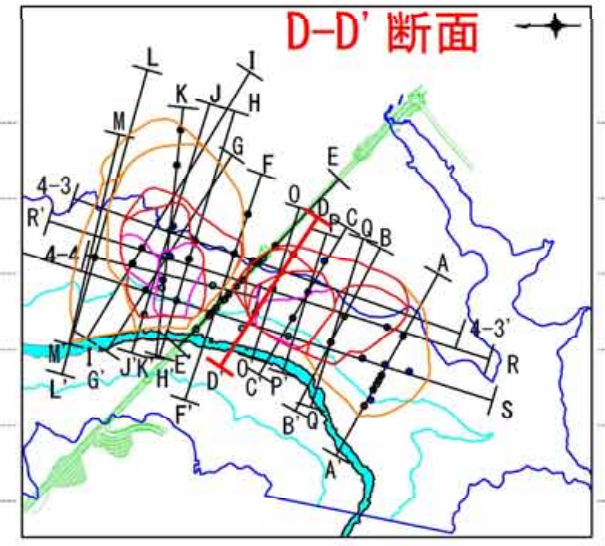 D-D' 断面
L
I
K
J
H
M
G
F
E
4-3
R'
O
D
P
C
Q
B
A
4-4
4-3'
R
S
M'
I'
L'
G'
J'
K'
H'
E'
F'
D'
O'
C'
P'
B'
Q'
A'